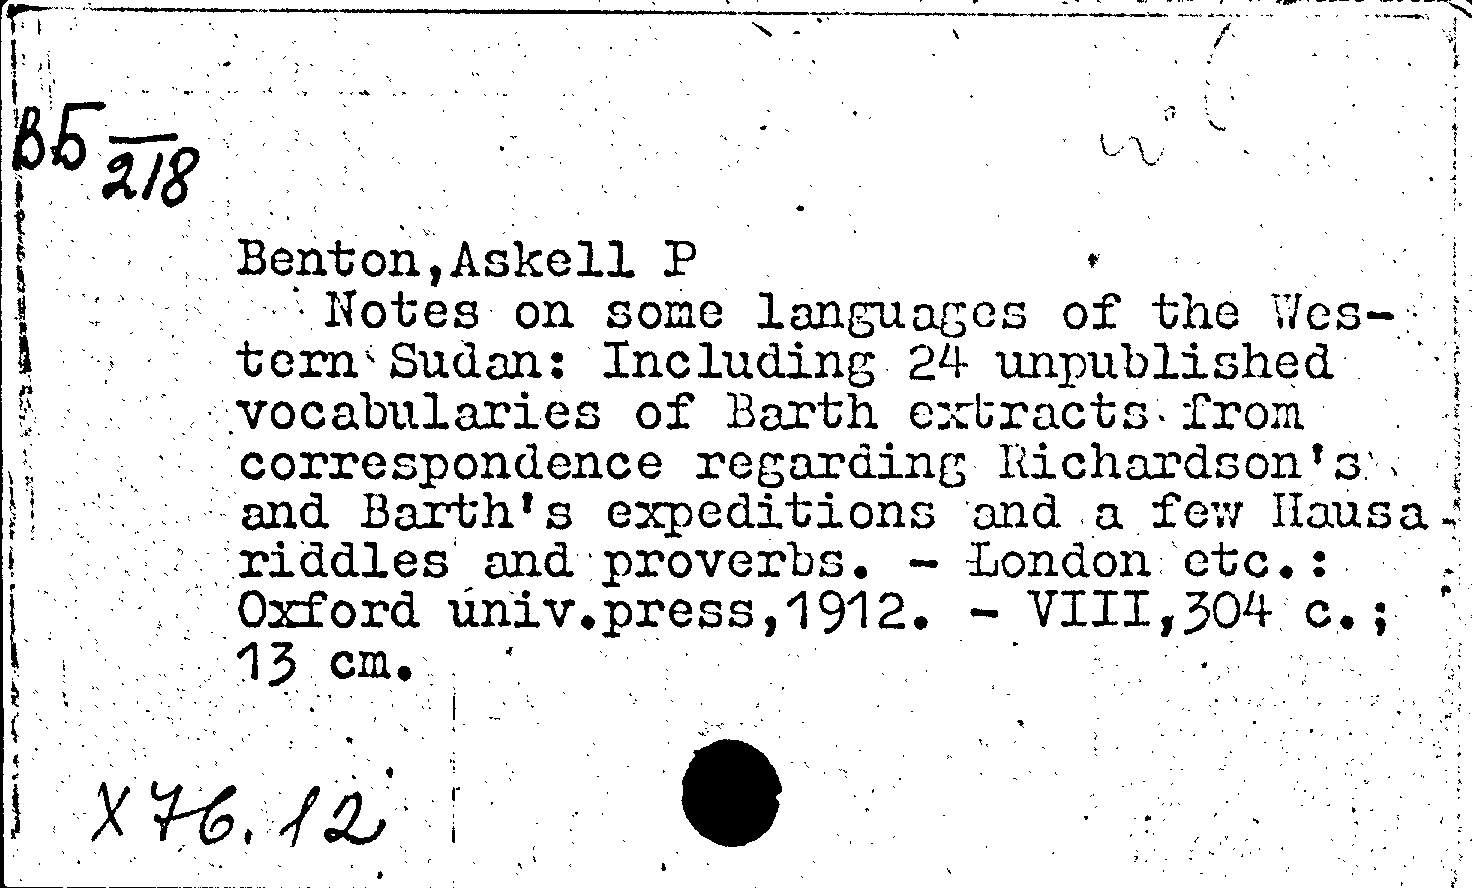 ВБ
218
Benton,Askell P
Notes on some languages of the Wes-
tern Sudan: Including 24 unpublished
vocabularies of Barth extracts from
correspondence regarding Richardson's
and Barth's expeditions and a few Hausa
riddles and proverbs. - London etc.:
Oxford univ.press,1912. - VIII,304 c.;
13 cm.
X 76.12